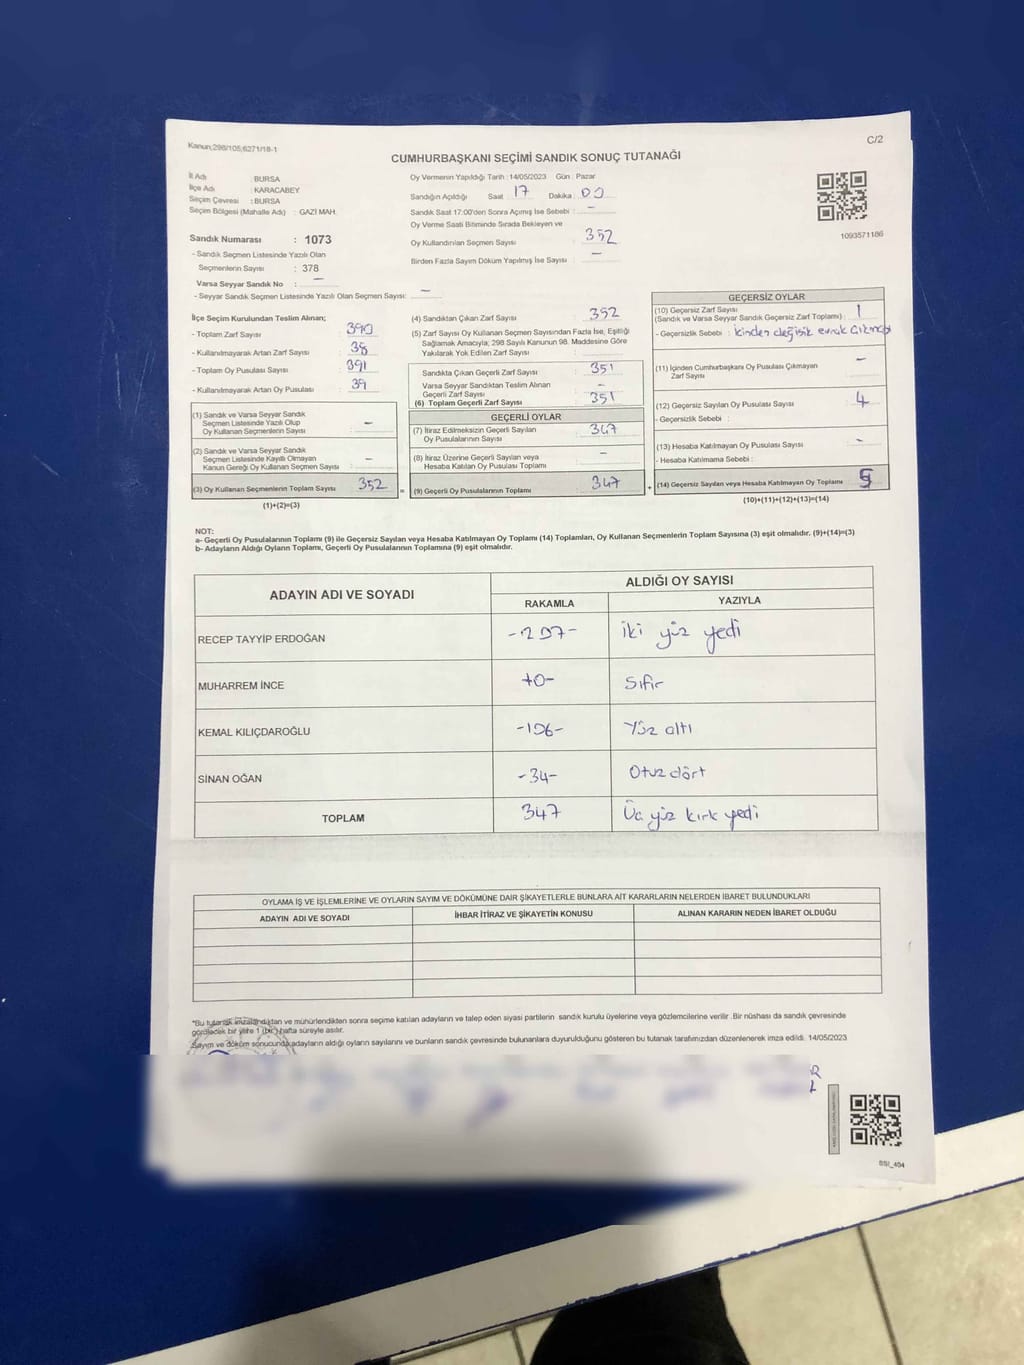 Kanun;298/105,6271/18-1
C/2
CUMHURBAŞKANI SEÇİMİ SANDIK SONUÇ TUTANAĞI
İl Adı : BURSA
İlçe Adı : KARACABEY
Seçim Çevresi : BURSA
Seçim Bölgesi (Mahalle Adı) : GAZİ MAH.
Sandık Numarası : 1073
- Sandık Seçmen Listesinde Yazılı Olan
Seçmenlerin Sayısı : 378
Varsa Seyyar Sandık No : -
- Seyyar Sandık Seçmen Listesinde Yazılı Olan Seçmen Sayısı: -
Oy Vermenin Yapıldığı Tarih : 14/05/2023 Gün : Pazar
Sandığın Açıldığı Saat 17 Dakika 00
Sandık Saat 17:00'den Sonra Açımış İse Sebebi : -
Oy Verme Saati Bitiminde Sırada Bekleyen ve
Oy Kullandırılan Seçmen Sayısı : 352
Birden Fazla Sayım Döküm Yapılmış İse Sayısı : -
1093571186
İlçe Seçim Kurulundan Teslim Alınan;
- Toplam Zarf Sayısı : 390
- Kullanılmayarak Artan Zarf Sayısı : 38
- Toplam Oy Pusulası Sayısı : 391
- Kullanılmayarak Artan Oy Pusulası : 39
(1) Sandık ve Varsa Seyyar Sandık
Seçmen Listesinde Yazılı Olup
Oy Kullanan Seçmenlerin Sayısı : -
(2) Sandık ve Varsa Seyyar Sandık
Seçmen Listesinde Kayıtlı Olmayan
Kanun Gereği Oy Kullanan Seçmen Sayısı : -
(3) Oy Kullanan Seçmenlerin Toplam Sayısı : 352
(1)+(2)=(3)
(4) Sandıktan Çıkan Zarf Sayısı : 352
(5) Zarf Sayısı Oy Kullanan Seçmen Sayısından Fazla İse, Eşitliği
Sağlamak Amacıyla; 298 Sayılı Kanunun 98. Maddesine Göre
Yakılarak Yok Edilen Zarf Sayısı :
Sandıkta Çıkan Geçerli Zarf Sayısı : 351
Varsa Seyyar Sandıktan Teslim Alınan
Geçerli Zarf Sayısı : -
(6) Toplam Geçerli Zarf Sayısı : 351
GEÇERLİ OYLAR
(7) İtiraz Edilmeksizin Geçerli Sayılan
Oy Pusulalarının Sayısı : 347
(8) İtiraz Üzerine Geçerli Sayılan veya
Hesaba Katılan Oy Pusulası Toplamı : -
= (9) Geçerli Oy Pusulalarının Toplamı : 347 +
GEÇERSİZ OYLAR
(10) Geçersiz Zarf Sayısı
(Sandık ve Varsa Seyyar Sandık Geçersiz Zarf Toplamı) : 1
- Geçersizlik Sebebi : İçinden değişik evrak
(11) İçinden Cumhurbaşkanı Oy Pusulası Çıkmayan
Zarf Sayısı : -
(12) Geçersiz Sayılan Oy Pusulası Sayısı : 4
- Geçersizlik Sebebi :
(13) Hesaba Katılmayan Oy Pusulası Sayısı : -
- Hesaba Katılmama Sebebi :
(14) Geçersiz Sayılan veya Hesaba Katılmayan Oy Toplamı : 5
(10)+(11)+(12)+(13)=(14)
NOT:
a- Geçerli Oy Pusulalarının Toplamı (9) ile Geçersiz Sayılan veya Hesaba Katılmayan Oy Toplamı (14) Toplamları, Oy Kullanan Seçmenlerin Toplam Sayısına (3) eşit olmalıdır. (9)+(14)=(3)
b- Adayların Aldığı Oyların Toplamı, Geçerli Oy Pusulalarının Toplamına (9) eşit olmalıdır.
ADAYIN ADI VE SOYADI ALDIĞI OY SAYISI
RAKAMLA YAZIYLA
RECEP TAYYİP ERDOĞAN -207- İki yüz yedi
MUHARREM İNCE -0- Sıfır
KEMAL KILIÇDAROĞLU -106- Yüz altı
SİNAN OĞAN -34- Otuz dört
TOPLAM 347 Üç yüz kırk yedi
OYLAMA İŞ VE İŞLEMLERİNE VE OYLARIN SAYIM VE DÖKÜMÜNE DAİR ŞİKAYETLERLE BUNLARA AİT KARARLARIN NELERDEN İBARET BULUNDUKLARI
ADAYIN ADI VE SOYADI İHBAR İTİRAZ VE ŞİKAYETİN KONUSU ALINAN KARARIN NEDEN İBARET OLDUĞU
*Bu tutanak imzalandıktan ve mühürlendikten sonra seçime katılan adayların ve talep eden siyasi partilerin sandık kurulu üyelerine veya gözlemcilerine verilir. Bir nüshası da sandık çevresinde
görülecek bir yere 1 (bir) hafta süreyle asılır.
Sayım ve döküm sonucunda adayların aldığı oyların sayılarını ve bunların sandık çevresinde bulunanlara duyurulduğunu gösteren bu tutanak tarafımızdan düzenlenerek imza edildi. 14/05/2023
BSI_404